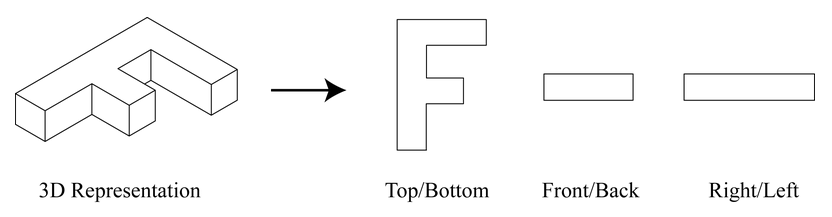 3D Representation
Top/Bottom
Front/Back
Right/Left